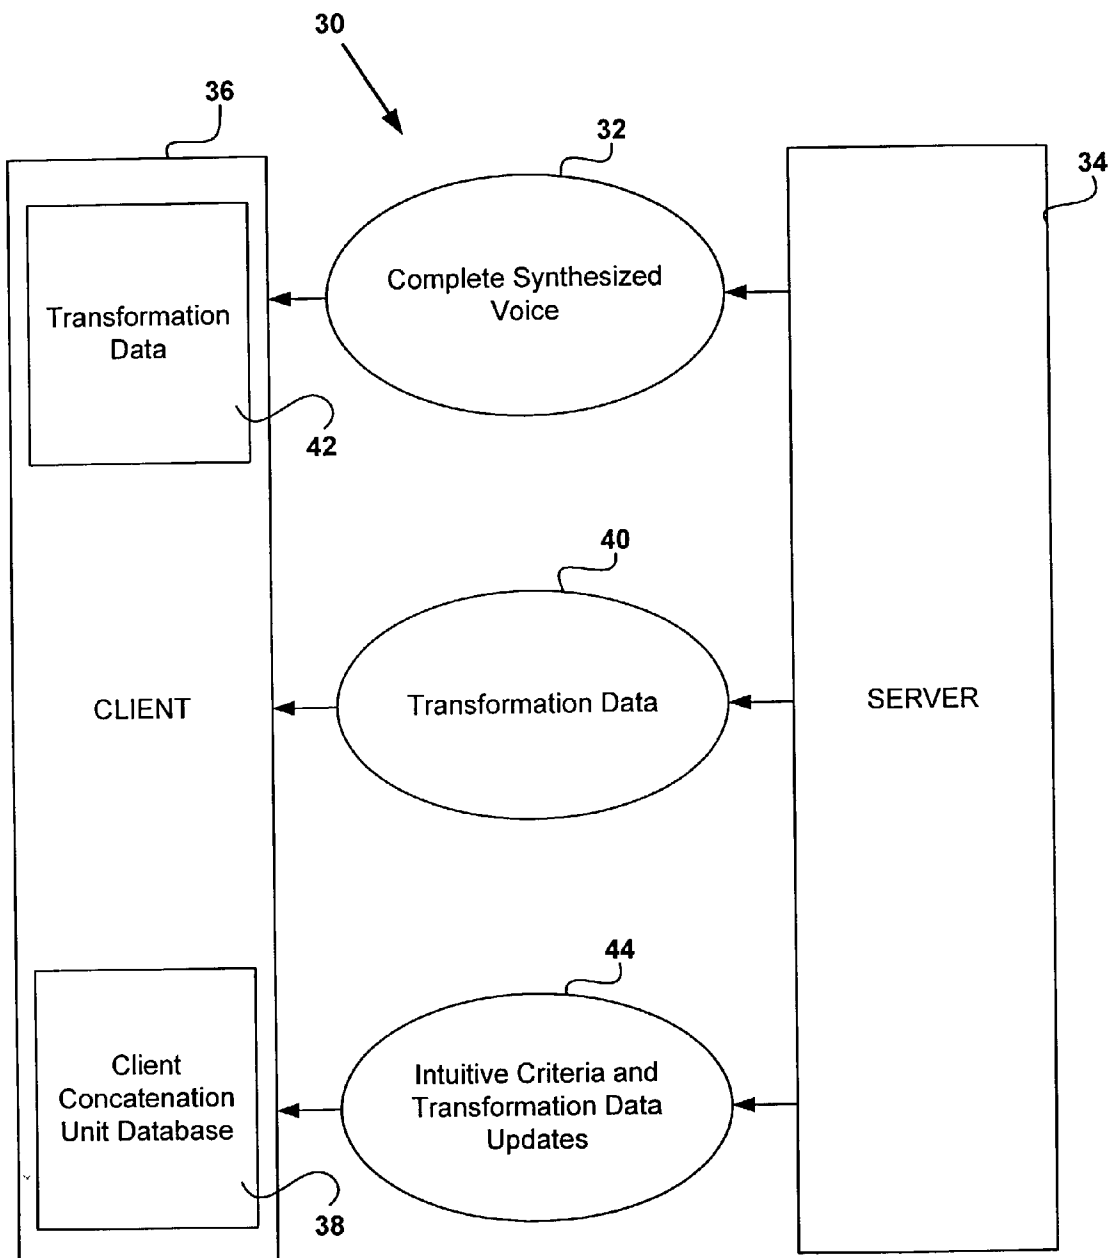 30
36
32
34
Complete Synthesized
Voice
Transformation
Data
42
40
CLIENT
Transformation Data
SERVER
44
Client
Concatenation
Unit Database
Intuitive Criteria and
Transformation Data
Updates
38